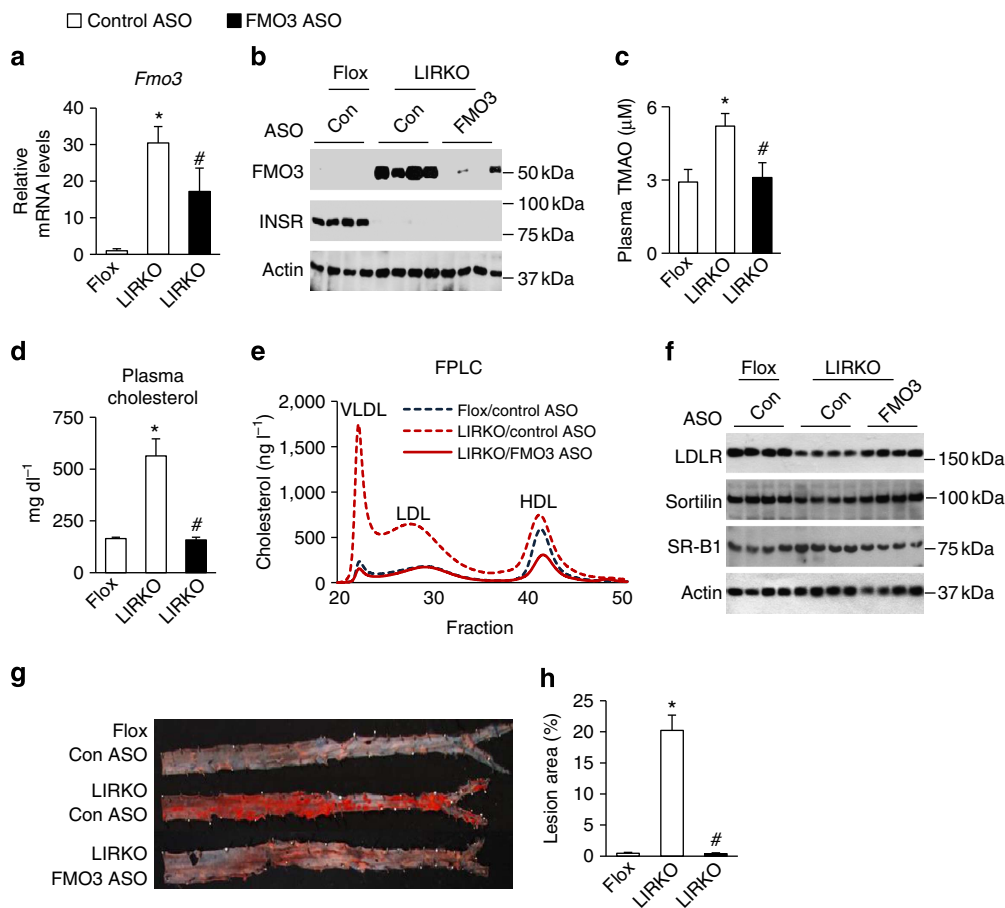 Control ASO FMO3 ASO
a
Fmo3
Relative
mRNA levels
40
30
20
10
0
*
#
Flox
LIRKO
LIRKO
b
Flox LIRKO
ASO Con Con FMO3
FMO3
50 kDa
100 kDa
INSR
75 kDa
Actin
37 kDa
c
Plasma TMAO (μM)
6
3
0
*
#
Flox
LIRKO
LIRKO
d
Plasma
cholesterol
mg dl⁻¹
750
500
250
0
*
#
Flox
LIRKO
LIRKO
e
FPLC
Cholesterol (ng l⁻¹)
2,000
1,500
1,000
500
0
VLDL
LDL
HDL
Flox/control ASO
LIRKO/control ASO
LIRKO/FMO3 ASO
20 30 40 50
Fraction
f
Flox LIRKO
ASO Con Con FMO3
LDLR
150 kDa
Sortilin
100 kDa
SR-B1
75 kDa
Actin
37 kDa
g
Flox
Con ASO
LIRKO
Con ASO
LIRKO
FMO3 ASO
h
Lesion area (%)
25
20
15
10
5
0
*
#
Flox
LIRKO
LIRKO